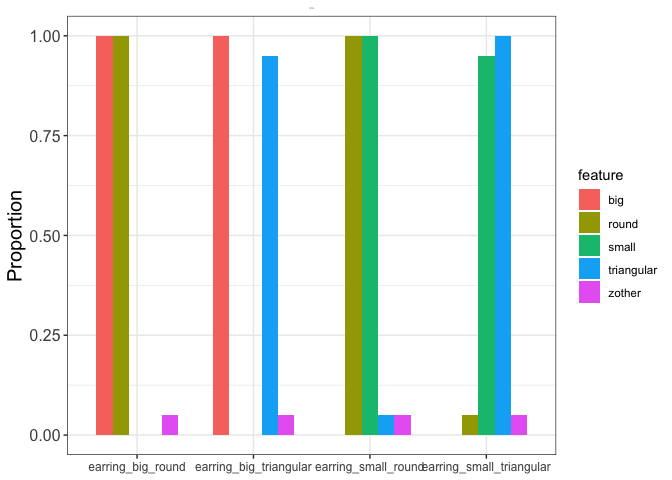 1.00
0.75
0.50
0.25
0.00
Proportion
earring_big_round earring_big_triangular earring_small_round earring_small_triangular
feature
big
round
small
triangular
zother